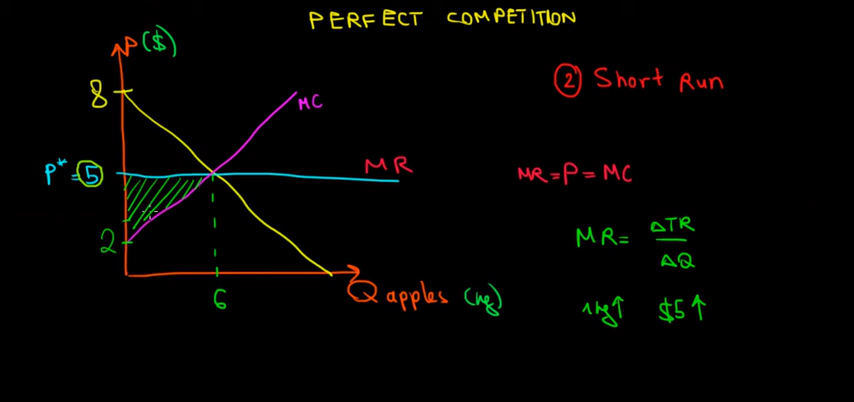 PERFECT COMPETITION
P ($)
② Short Run
8
MC
P* = 5
MR
MR = P = MC
MR = ΔTR / ΔQ
2
6
Q apples (kg)
1kg↑ $5↑